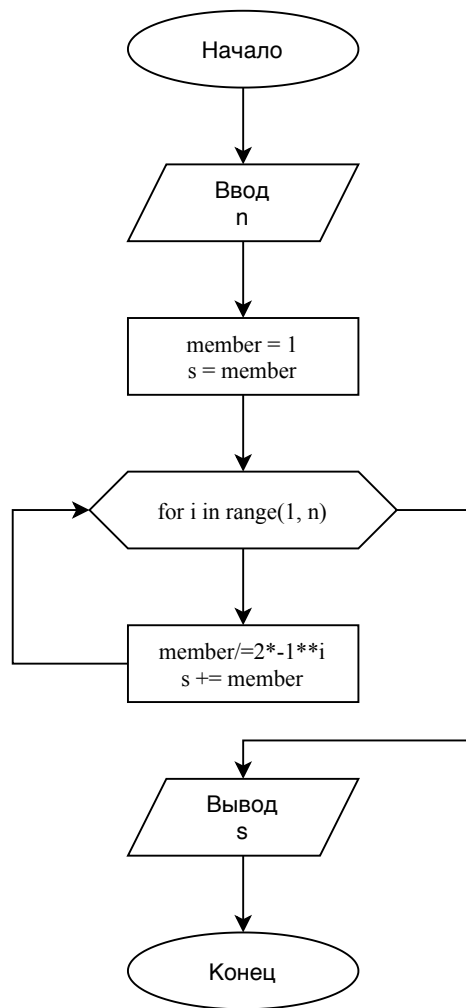 Начало
Ввод
n
member = 1
s = member
for i in range(1, n)
member/=2*-1**i
s += member
Вывод
s
Конец